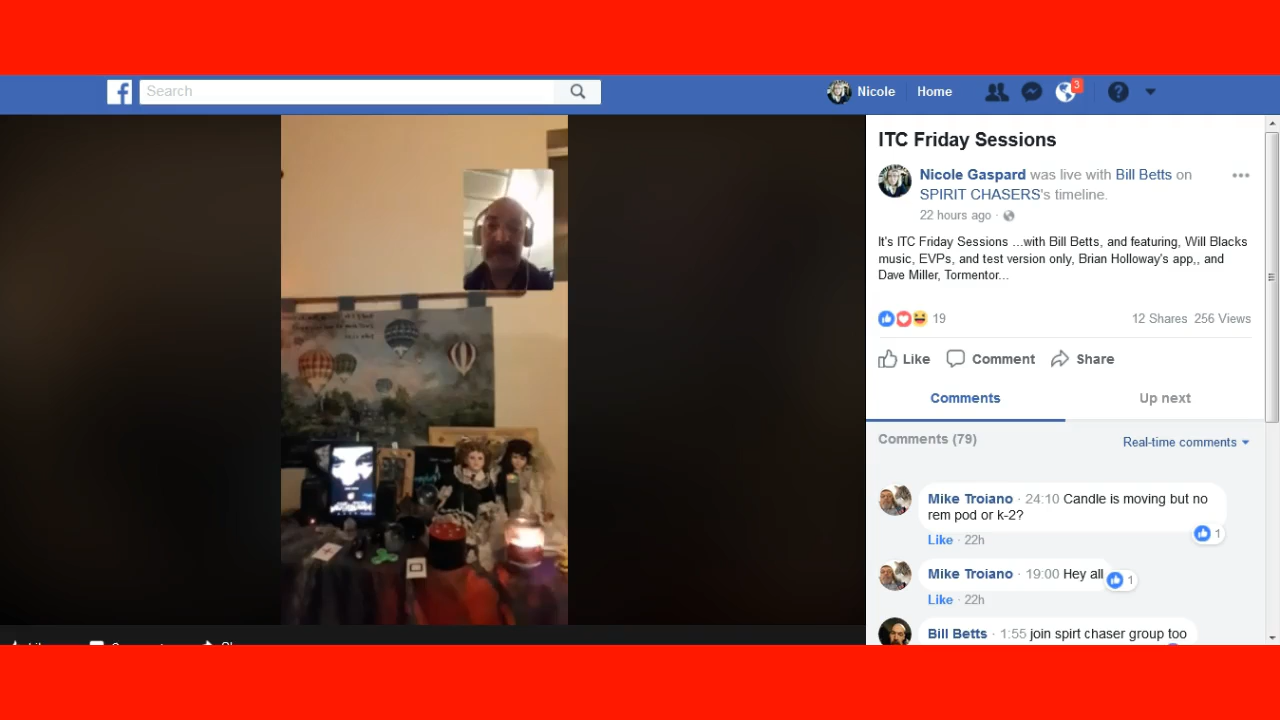 Search
Nicole
Home
3
ITC Friday Sessions
Nicole Gaspard was live with Bill Betts on
SPIRIT CHASERS's timeline.
22 hours ago
It's ITC Friday Sessions ...with Bill Betts, and featuring, Will Blacks
music, EVPs, and test version only, Brian Holloway's app,, and
Dave Miller, Tormentor...
19
12 Shares 256 Views
Like Comment Share
Comments Up next
Comments (79)
Real-time comments
Mike Troiano · 24:10 Candle is moving but no
rem pod or k-2?
1
Like · 22h
Mike Troiano · 19:00 Hey all
1
Like · 22h
Bill Betts · 1:55 join spirt chaser group too